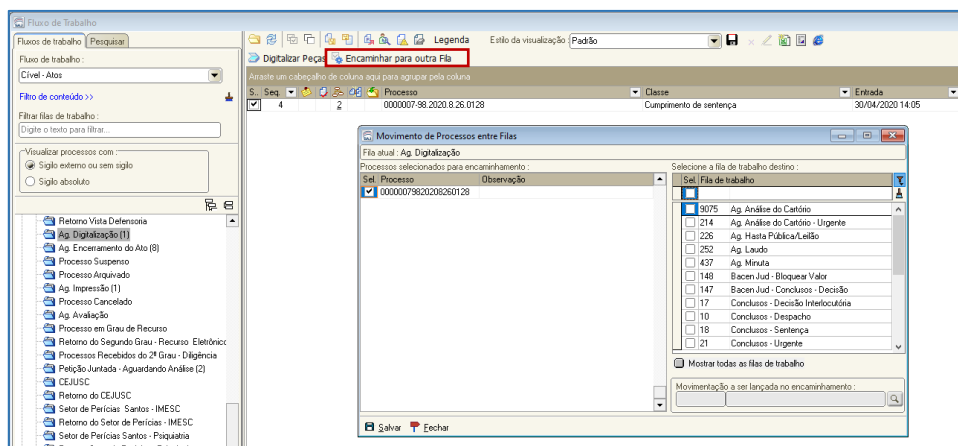 Fluxo de Trabalho
Fluxos de trabalho Pesquisar
Fluxo de trabalho :
Cível - Atos
Filtro de conteúdo >>
Filtrar filas de trabalho :
Digite o texto para filtrar...
Visualizar processos com :
Sigilo externo ou sem sigilo
Sigilo absoluto
Retorno Vista Defensoria
Ag. Digitalização (1)
Ag. Encerramento do Ato (8)
Processo Suspenso
Processo Arquivado
Ag. Impressão (1)
Processo Cancelado
Ag. Avaliação
Processo em Grau de Recurso
Retorno do Segundo Grau - Recurso Eletrônico
Processos Recebidos do 2º Grau - Diligência
Petição Juntada - Aguardando Análise (2)
CEJUSC
Retorno do CEJUSC
Setor de Perícias Santos - IMESC
Retorno do Setor de Perícias - IMESC
Setor de Perícias Santos - Psiquiatria
Legenda Estilo da visualização: Padrão
Digitalizar Peças Encaminhar para outra Fila
Arraste um cabeçalho de coluna aqui para agrupar pela coluna
S.. Seq. Processo Classe Entrada
4 2 0000007-98.2020.8.26.0128 Cumprimento de sentença 30/04/2020 14:05
Movimento de Processos entre Filas
Fila atual : Ag. Digitalização
Processos selecionados para encaminhamento :
Sel. Processo Observação
00000079820208260128
Selecione a fila de trabalho destino :
Sel. Fila de trabalho
9075 Ag. Análise do Cartório
214 Ag. Análise do Cartório - Urgente
226 Ag. Hasta Pública/Leilão
252 Ag. Laudo
437 Ag. Minuta
148 Bacen Jud - Bloquear Valor
147 Bacen Jud - Conclusos - Decisão
17 Conclusos - Decisão Interlocutória
10 Conclusos - Despacho
18 Conclusos - Sentença
21 Conclusos - Urgente
Mostrar todas as filas de trabalho
Movimentação a ser lançada no encaminhamento :
Salvar Fechar